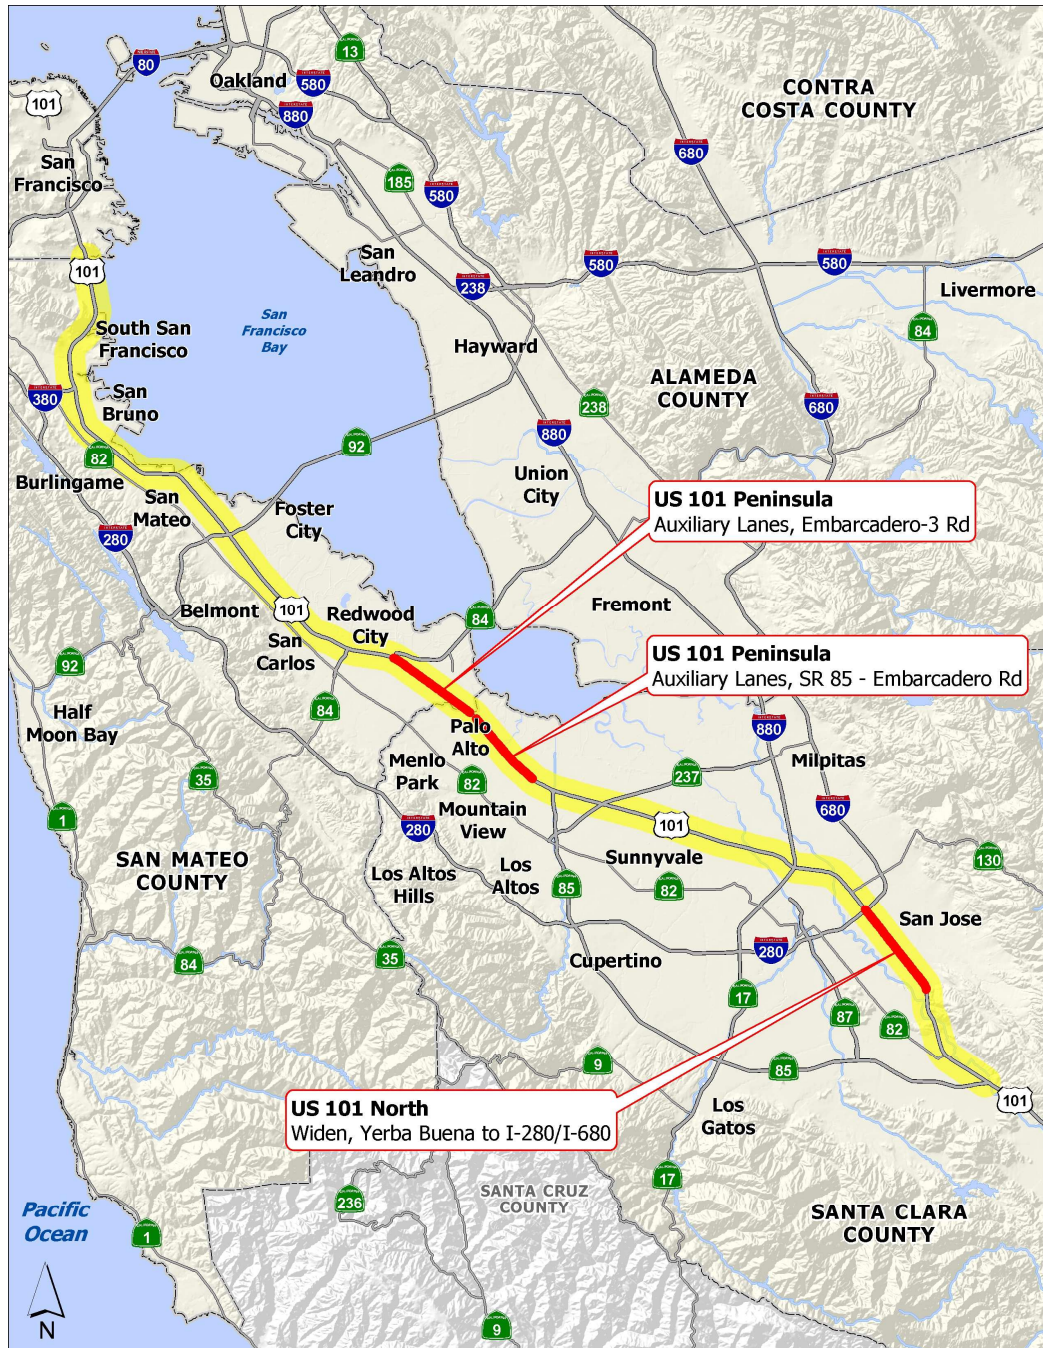 80
13
Oakland
580
101
880
CONTRA
COSTA COUNTY
680
San
Francisco
185
580
San
Leandro
101
238
580
580
Livermore
San
Francisco
Bay
South San
Francisco
84
Hayward
ALAMEDA
COUNTY
380
San
Bruno
238
680
880
92
82
Burlingame
San
Mateo
Union
City
Foster
City
280
US 101 Peninsula
Auxiliary Lanes, Embarcadero-3 Rd
Belmont
101
Redwood
City
84
Fremont
San
Carlos
92
US 101 Peninsula
Auxiliary Lanes, SR 85 - Embarcadero Rd
Half
Moon Bay
84
Palo
Alto
880
Menlo
Park
Milpitas
35
82
237
Mountain
View
1
280
101
680
SAN MATEO
COUNTY
Los Altos
Hills
Los
Altos
Sunnyvale
130
85
82
San Jose
84
35
Cupertino
280
17
87
82
9
85
US 101 North
Widen, Yerba Buena to I-280/I-680
Los
Gatos
101
17
236
SANTA CRUZ
COUNTY
SANTA CLARA
COUNTY
Pacific
Ocean
1
N
9